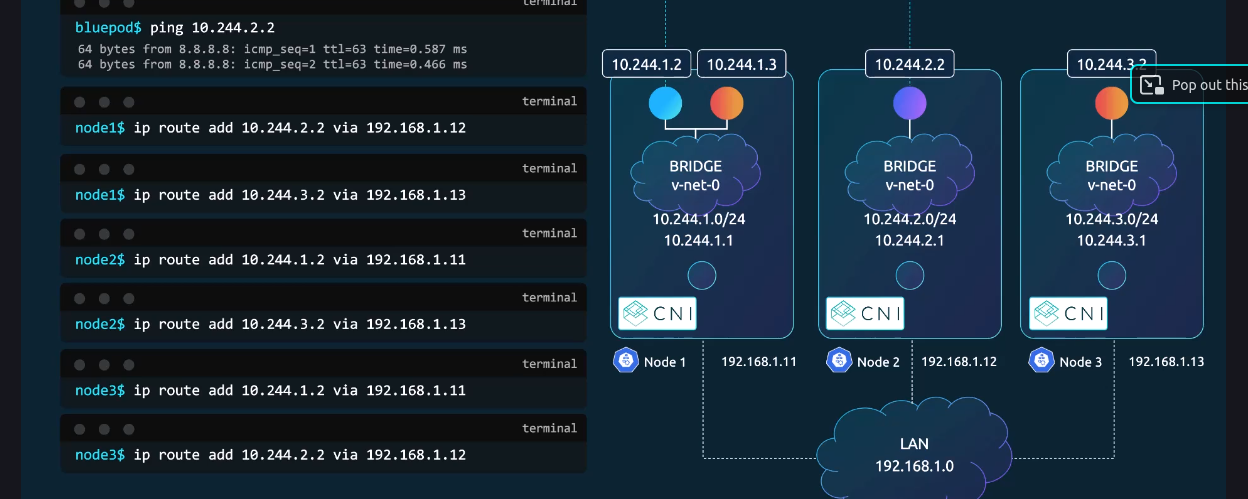 terminal
bluepod$ ping 10.244.2.2
64 bytes from 8.8.8.8: icmp_seq=1 ttl=63 time=0.587 ms
64 bytes from 8.8.8.8: icmp_seq=2 ttl=63 time=0.466 ms
terminal
node1$ ip route add 10.244.2.2 via 192.168.1.12
terminal
node1$ ip route add 10.244.3.2 via 192.168.1.13
terminal
node2$ ip route add 10.244.1.2 via 192.168.1.11
terminal
node2$ ip route add 10.244.3.2 via 192.168.1.13
terminal
node3$ ip route add 10.244.1.2 via 192.168.1.11
terminal
node3$ ip route add 10.244.2.2 via 192.168.1.12
10.244.1.2
10.244.1.3
BRIDGE
v-net-0
10.244.1.0/24
10.244.1.1
CNI
Node 1
192.168.1.11
10.244.2.2
BRIDGE
v-net-0
10.244.2.0/24
10.244.2.1
CNI
Node 2
192.168.1.12
10.244.3.2
Pop out this
BRIDGE
v-net-0
10.244.3.0/24
10.244.3.1
CNI
Node 3
192.168.1.13
LAN
192.168.1.0